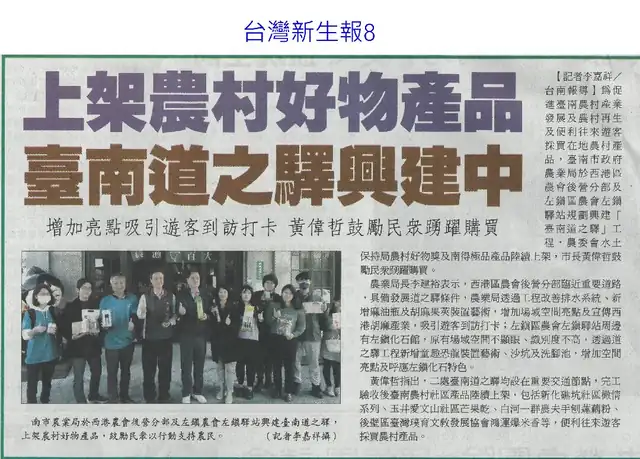 台灣新生報8
上架農村好物產品
臺南道之驛興建中
增加亮點吸引遊客到訪打卡 黃偉哲鼓勵民眾踴躍購買
【記者李嘉祥／
台南報導】為促
進臺南農村產業
發展及農村再生
及便利往來遊客
採買在地農村產
品，臺南市政府
農業局於西港區
農會後營分部及
左鎮區農會左鎮
驛站規劃興建「
臺南道之驛」工
程，農委會水土
保持局農村好物獎及南得極品產品陸續上架，市長黃偉哲鼓
勵民眾踴躍購買。
農業局長李建裕表示，西港區農會後營分部臨近重要道路
，具備發展道之驛條件，農業局透過工程改善排水系統、新
增麻油瓶及胡麻果莢裝置藝術，增加場域空間亮點及宣傳西
港胡麻產業，吸引遊客到訪打卡；左鎮區農會左鎮驛站周邊
有左鎮化石館，原有場域空間不顯眼、識別度不高，透過道
之驛工程新增童趣恐龍裝置藝術、沙坑及洗腳池，增加空間
亮點及呼應左鎮化石特色。
黃偉哲指出，二處臺南道之驛均設在重要交通節點，完工
驗收後臺南農村社區產品陸續上架，包括新化礁坑社區微情
系列、玉井愛文山社區芒果乾、白河一群農夫手刨蓮藕粉、
後壁區臺灣璞育文教發展協會鴻運爆米香等，便利往來遊客
採買農村產品。
南市農業局於西港農會後營分部及左鎮農會左鎮驛站興建臺南道之驛，
上架農村好物產品，鼓勵民眾以行動支持農民。 （記者李嘉祥攝）